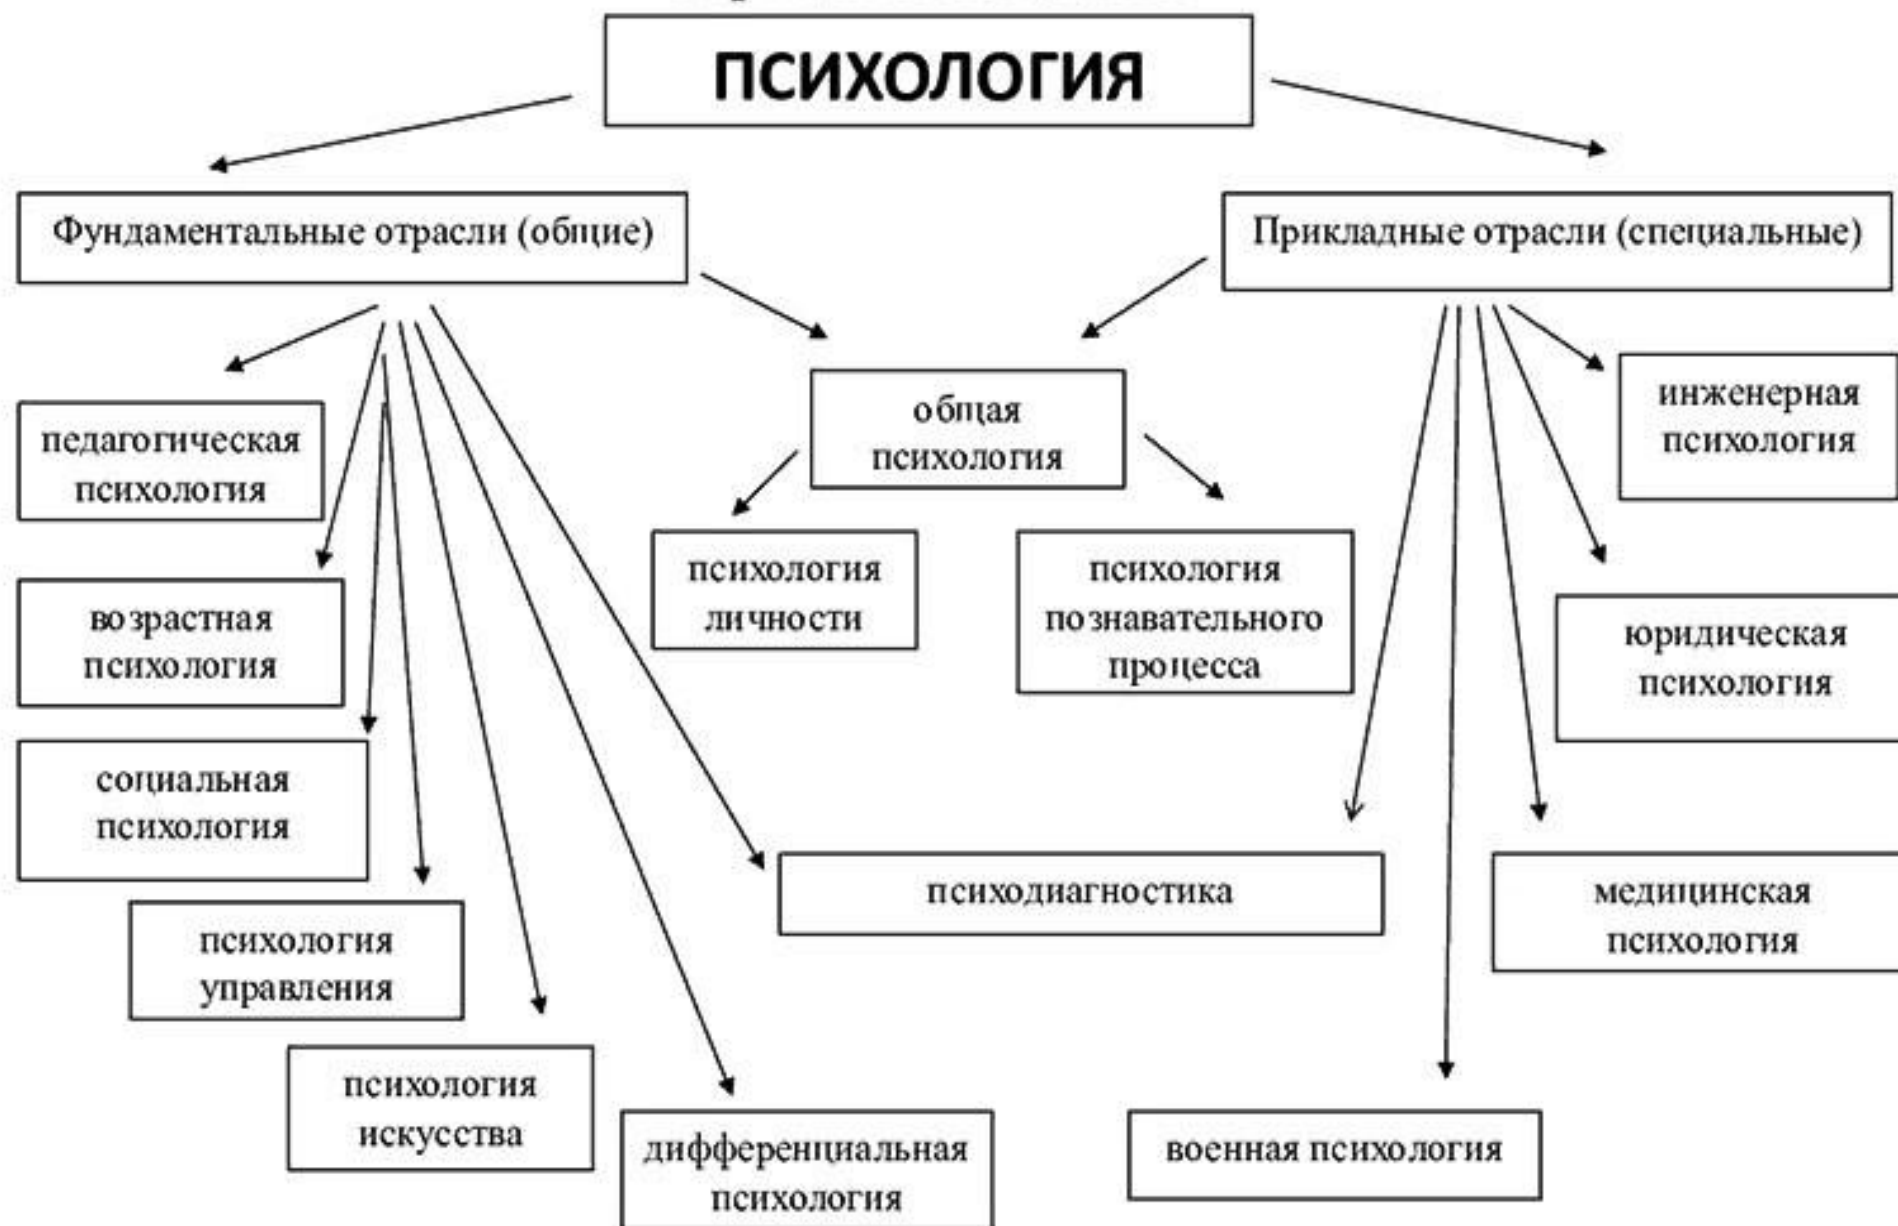 ПСИХОЛОГИЯ
Фундаментальные отрасли (общие)
Прикладные отрасли (специальные)
общая
психология
инженерная
психология
педагогическая
психология
психология
личности
психология
познавательного
процесса
возрастная
психология
юридическая
психология
социальная
психология
психодиагностика
медицинская
психология
психология
управления
психология
искусства
дифференциальная
психология
военная психология